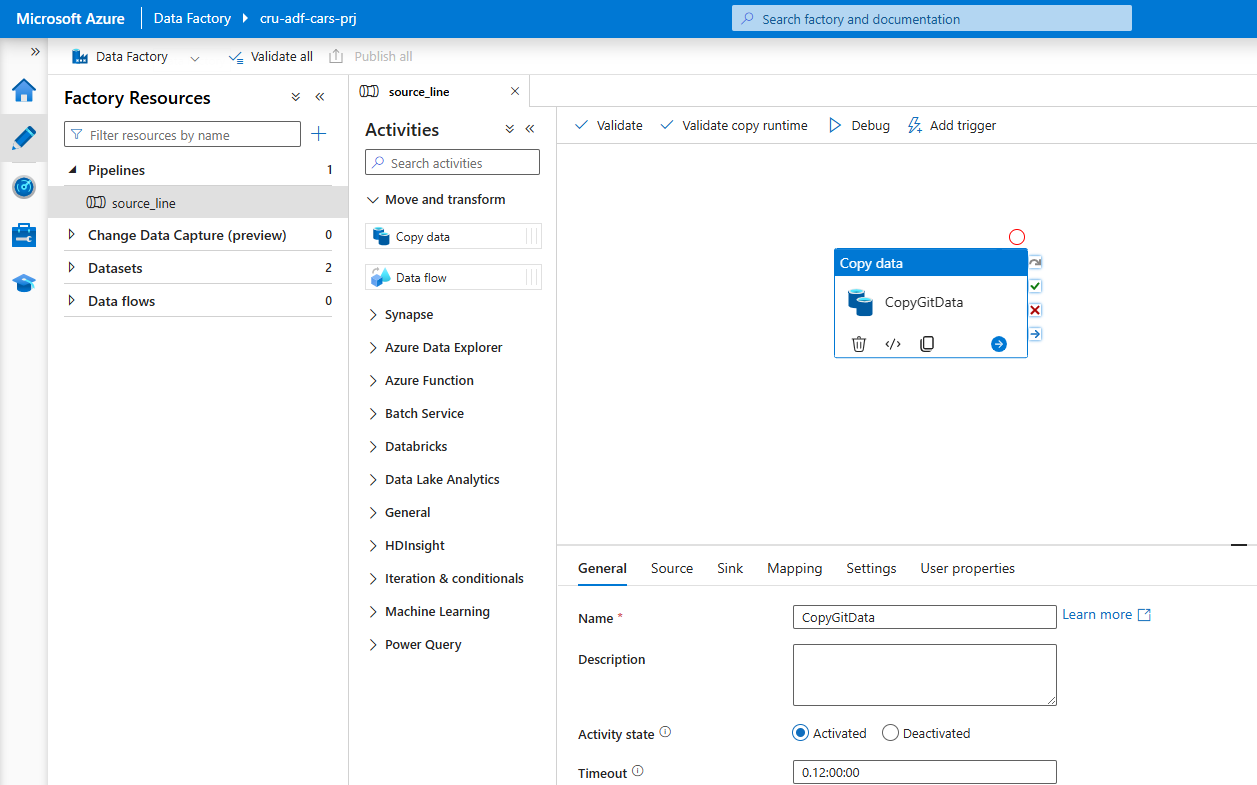 Microsoft Azure
Data Factory
cru-adf-cars-prj
Search factory and documentation
Data Factory
Validate all
Publish all
Factory Resources
Filter resources by name
Pipelines
1
source_line
Change Data Capture (preview)
0
Datasets
2
Data flows
0
source_line
Activities
Search activities
Move and transform
Copy data
Data flow
Synapse
Azure Data Explorer
Azure Function
Batch Service
Databricks
Data Lake Analytics
General
HDInsight
Iteration & conditionals
Machine Learning
Power Query
Validate
Validate copy runtime
Debug
Add trigger
Copy data
CopyGitData
General
Source
Sink
Mapping
Settings
User properties
Name *
CopyGitData
Learn more
Description
Activity state
Activated
Deactivated
Timeout
0.12:00:00